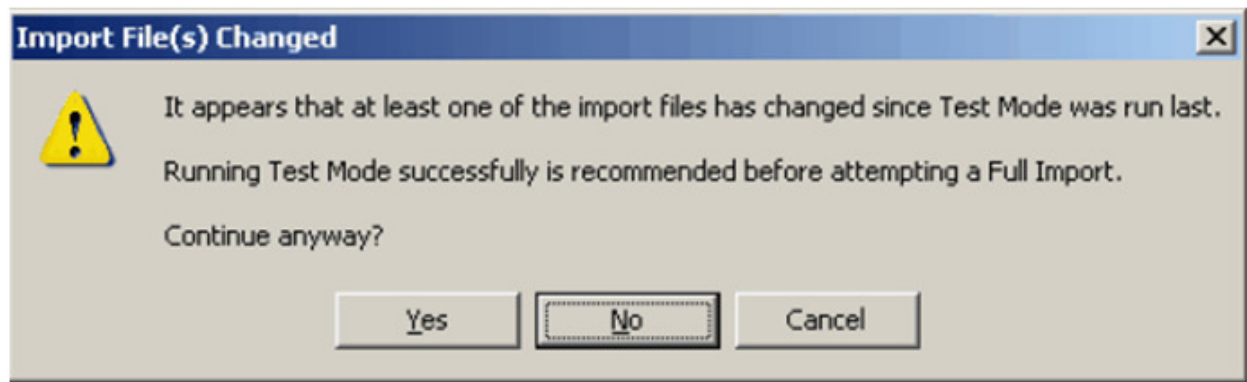 Import File(s) Changed
It appears that at least one of the import files has changed since Test Mode was run last.
Running Test Mode successfully is recommended before attempting a Full Import.
Continue anyway?
Yes
No
Cancel